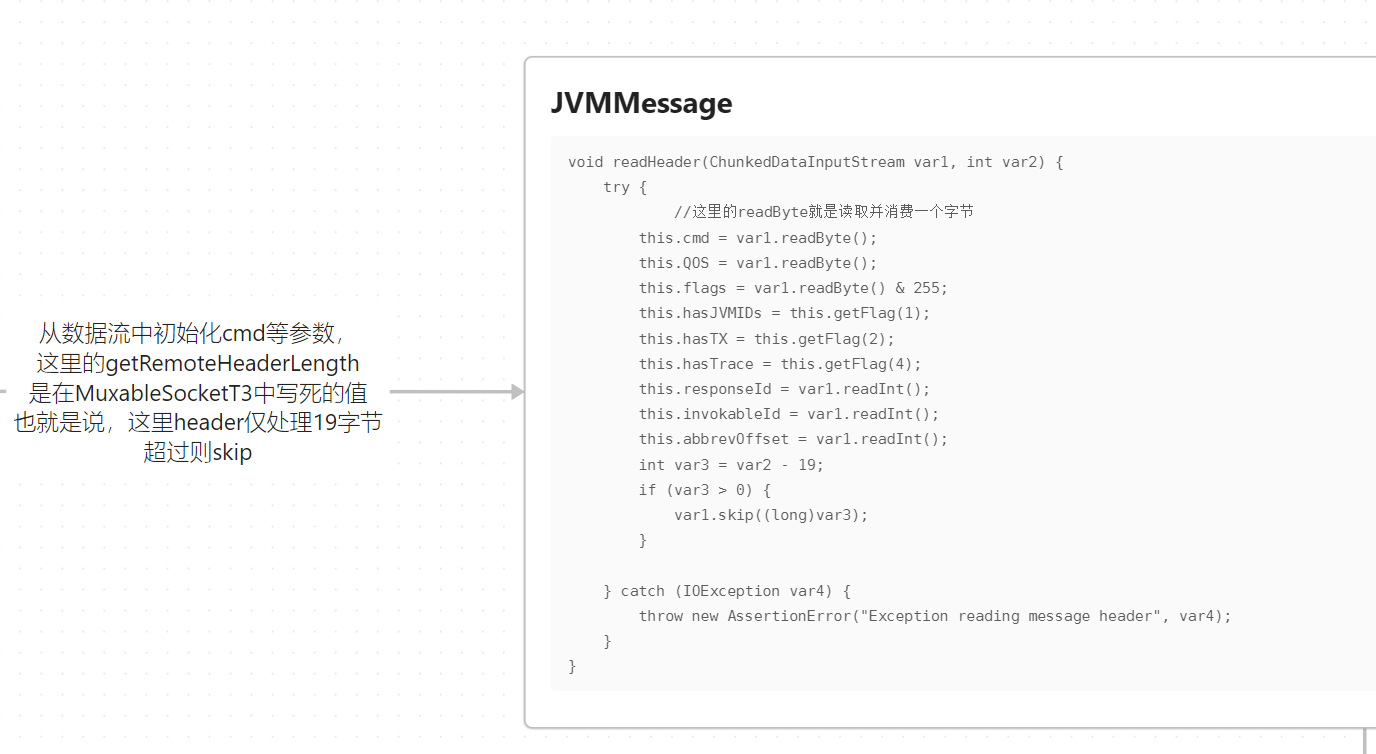 从数据流中初始化cmd等参数，
这里的getRemoteHeaderLength
是在MuxableSocketT3中写死的值
也就是说，这里header仅处理19字节
超过则skip
JVMMessage
void readHeader(ChunkedDataInputStream var1, int var2) {
try {
//这里的readByte就是读取并消费一个字节
this.cmd = var1.readByte();
this.QOS = var1.readByte();
this.flags = var1.readByte() & 255;
this.hasJVMIDs = this.getFlag(1);
this.hasTX = this.getFlag(2);
this.hasTrace = this.getFlag(4);
this.responseId = var1.readInt();
this.invokableId = var1.readInt();
this.abbrevOffset = var1.readInt();
int var3 = var2 - 19;
if (var3 > 0) {
var1.skip((long)var3);
}
} catch (IOException var4) {
throw new AssertionError("Exception reading message header", var4);
}
}